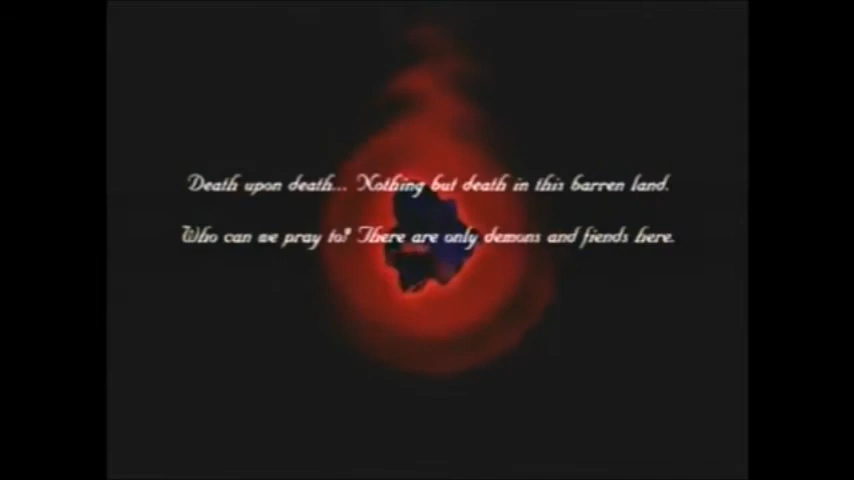 Death upon death... Nothing but death in this barren land.
Who can we pray to? There are only demons and fiends here.